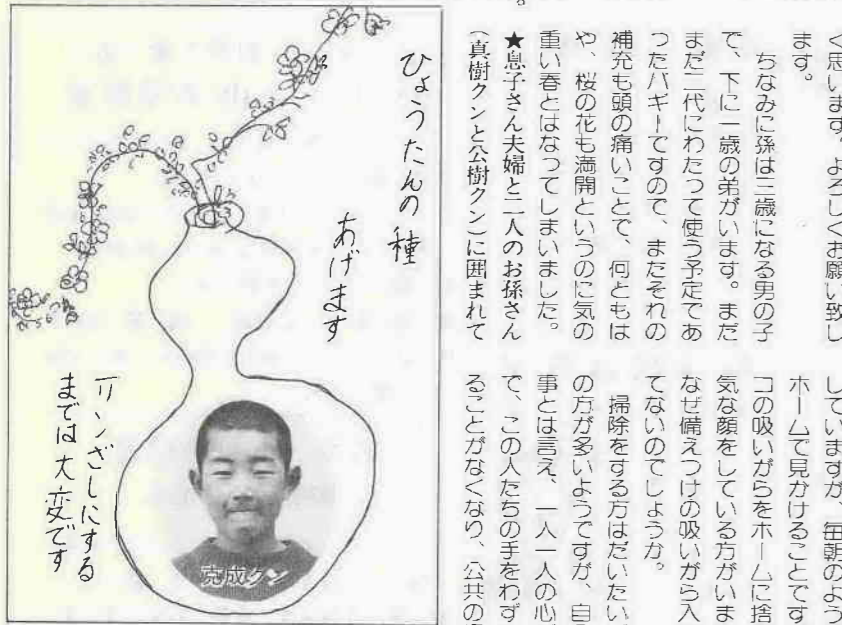 く思います。よろしくお願い致し
ます。
ちなみに孫は三歳になる男の子
で、下に一歳の弟がいます。まだ
まだ二代にわたって使う予定であ
ったバギーですので、またそれの
補充も頭の痛いことで、何ともは
や、桜の花も満開というのに気の
重い春とはなってしまいました。
★息子さん夫婦と二人のお孫さん
(真樹クンと公樹クン)に囲まれて
。
していますが、毎朝のよう
ホームで見かけることです
コの吸いがらをホームに捨
気な顔をしている方がいま
なぜ備えつけの吸いがら入
てないのでしょうか。
掃除をする方はだいたい
の方が多いようですが、自
事とは言え、一人一人の心
で、この人たちの手をわず
ることがなくなり、公共の
ひょうたんの種
あげます
一リンざしにする
までは大変です
克成クン